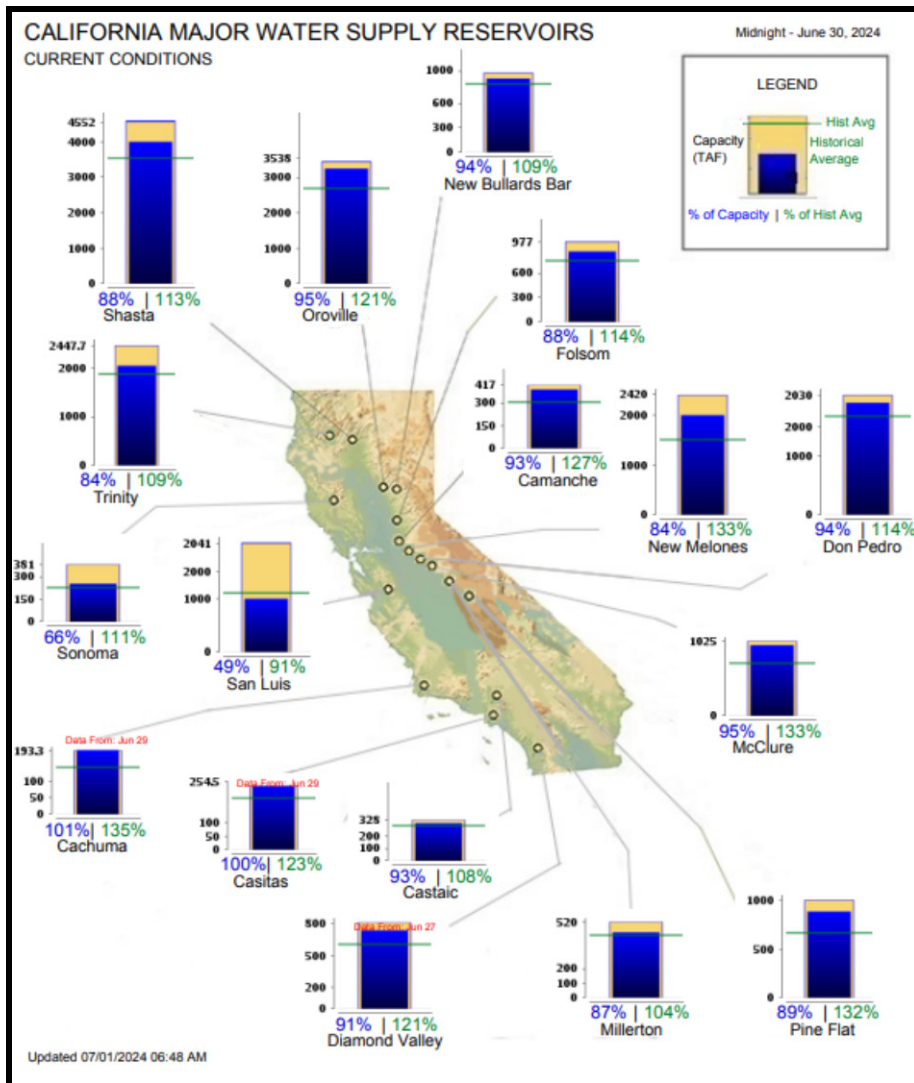 CALIFORNIA MAJOR WATER SUPPLY RESERVOIRS
Midnight - June 30, 2024
CURRENT CONDITIONS
LEGEND
Capacity
(TAF)
Hist Avg
Historical
Average
% of Capacity | % of Hist Avg
1000
600
300
0
94% | 109%
New Bullards Bar
4552
4000
3000
1000
0
88% | 113%
Shasta
3538
3000
2000
1000
0
95% | 121%
Oroville
977
600
300
0
88% | 114%
Folsom
2447.7
2000
1000
0
84% | 109%
Trinity
417
300
150
0
93% | 127%
Camanche
2420
2000
1000
0
84% | 133%
New Melones
2030
2000
1000
0
94% | 114%
Don Pedro
381
300
150
0
66% | 111%
Sonoma
2041
2000
1000
0
49% | 91%
San Luis
1025
0
95% | 133%
McClure
Data From: Jun 29
193.3
100
50
0
101%| 135%
Cachuma
254.5
Data From: Jun 29
100
50
0
100%| 123%
Casitas
325
200
100
0
93% | 108%
Castaic
800
Data From: Jun 27
500
200
0
91% | 121%
Diamond Valley
520
200
100
0
87% | 104%
Millerton
1000
500
0
89% | 132%
Pine Flat
Updated 07/01/2024 06:48 AM